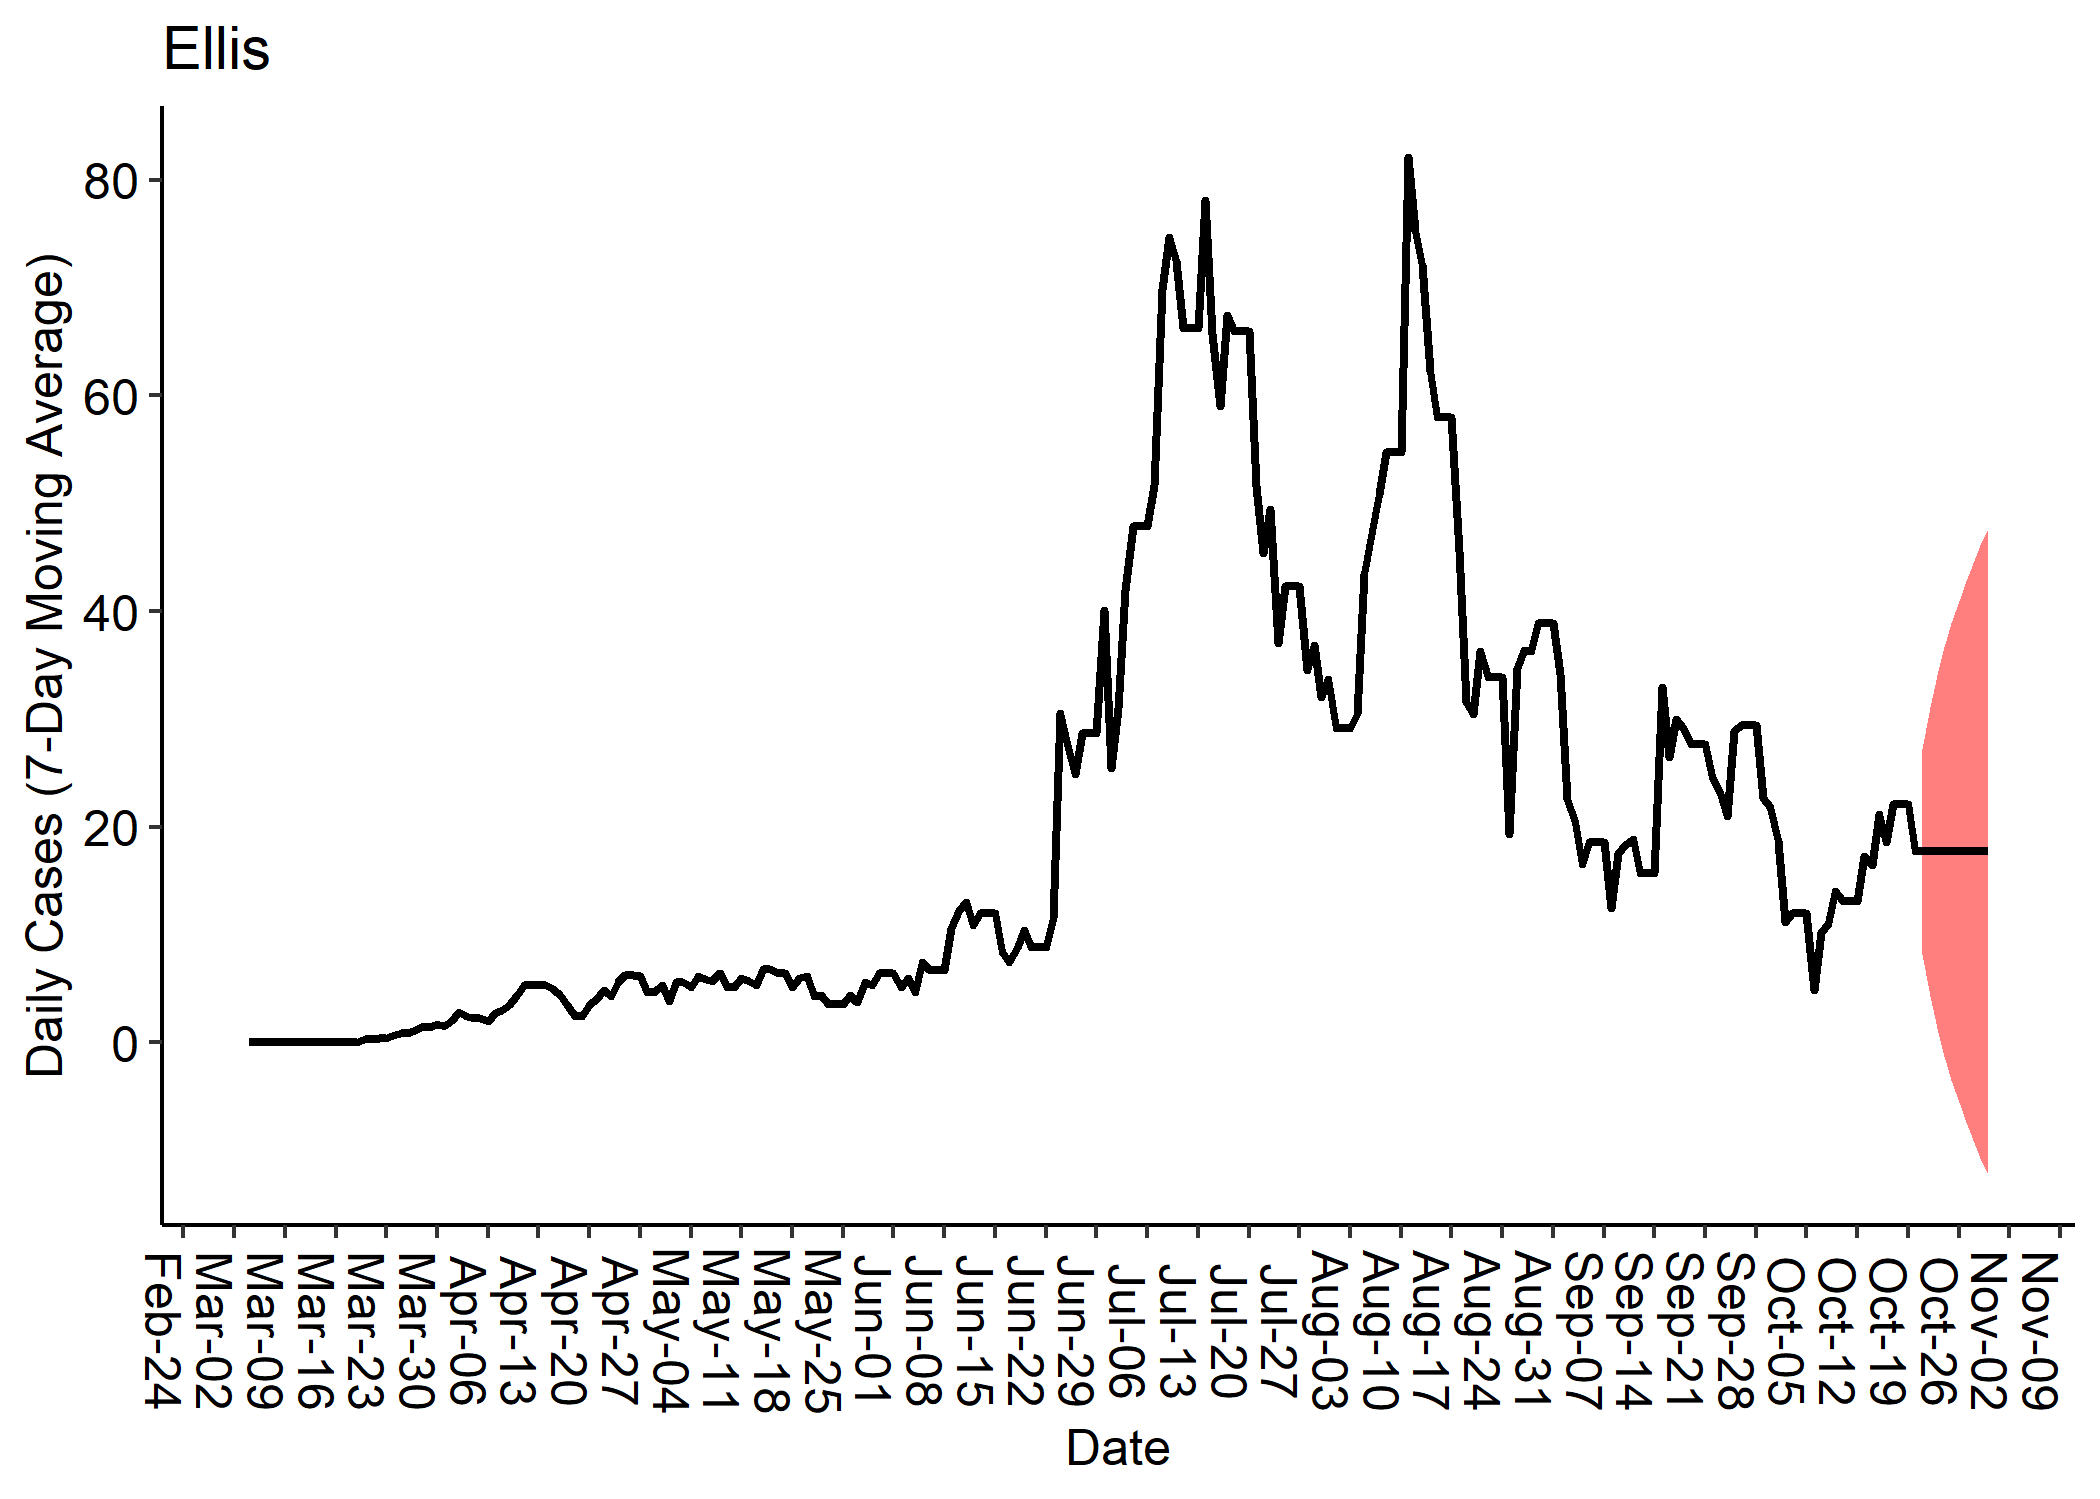 Ellis
Daily Cases (7-Day Moving Average)
80
60
40
20
0
Feb-24
Mar-02
Mar-09
Mar-16
Mar-23
Mar-30
Apr-06
Apr-13
Apr-20
Apr-27
May-04
May-11
May-18
May-25
Jun-01
Jun-08
Jun-15
Jun-22
Jun-29
Jul-06
Jul-13
Jul-20
Jul-27
Aug-03
Aug-10
Aug-17
Aug-24
Aug-31
Sep-07
Sep-14
Sep-21
Sep-28
Oct-05
Oct-12
Oct-19
Oct-26
Nov-02
Nov-09
Date